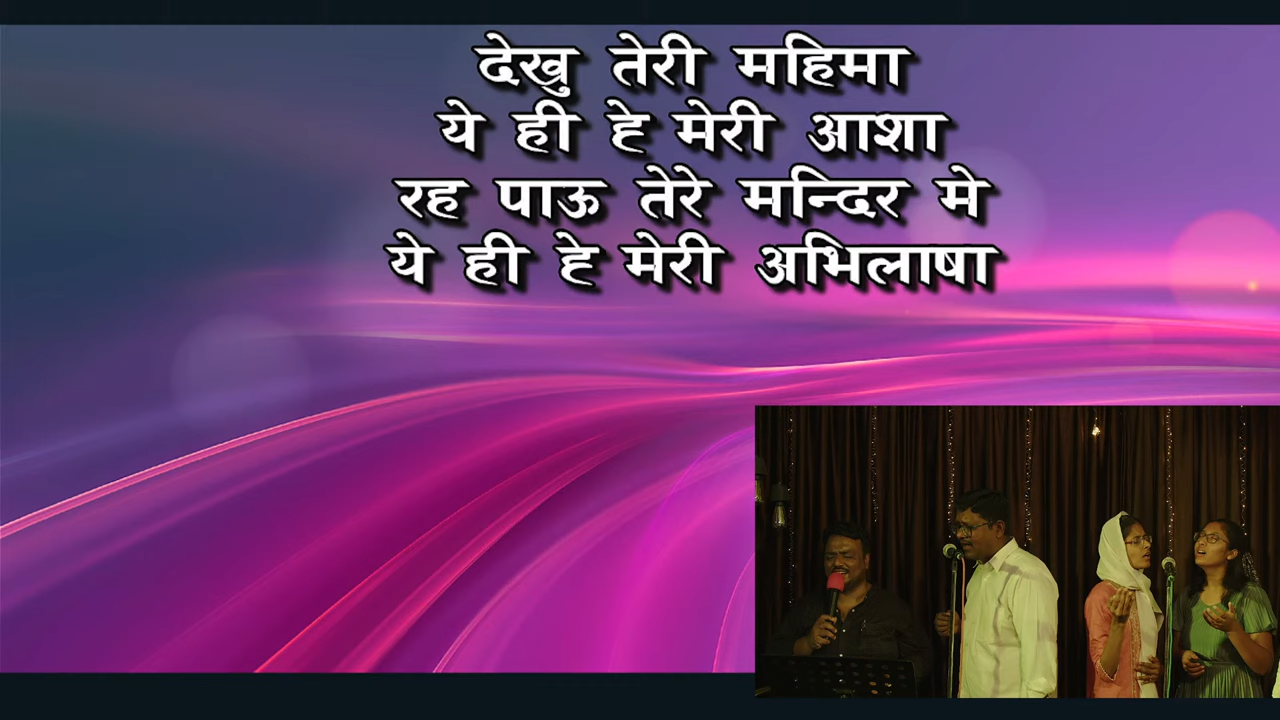 देखु तेरी महिमा
ये ही हे मेरी आशा
रह पाऊ तेरे मन्दिर मे
ये ही हे मेरी अभिलाषा